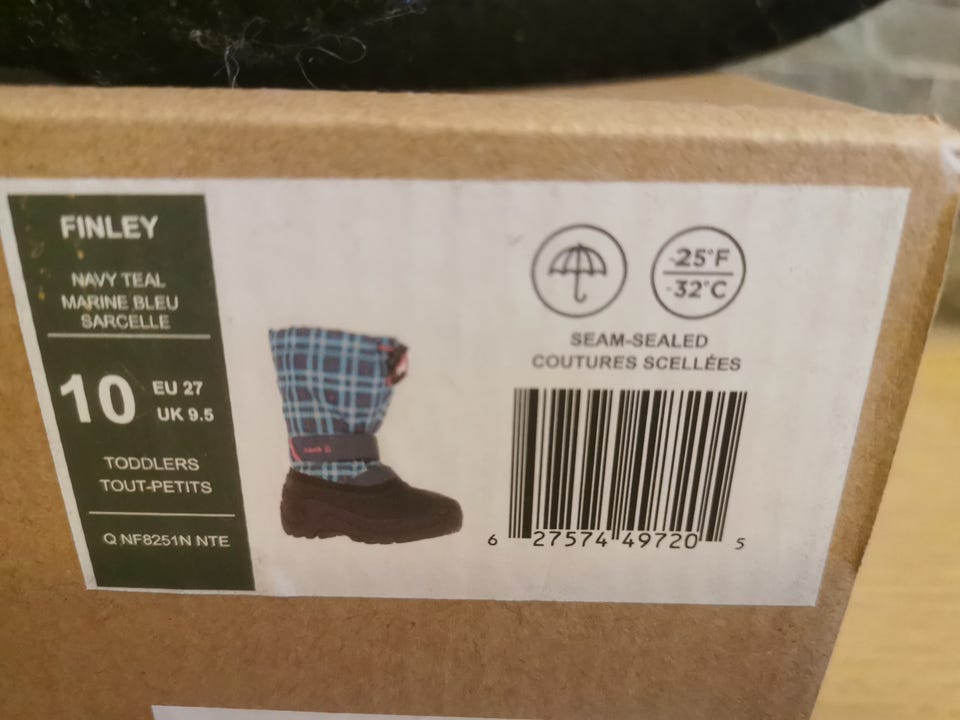 FINLEY
NAVY TEAL
MARINE BLEU
SARCELLE
10
EU 27
UK 9.5
TODDLERS
TOUT-PETITS
Q NF8251N NTE
-25°F
-32°C
SEAM-SEALED
COUTURES SCELLÉES
6 27574 49720 5